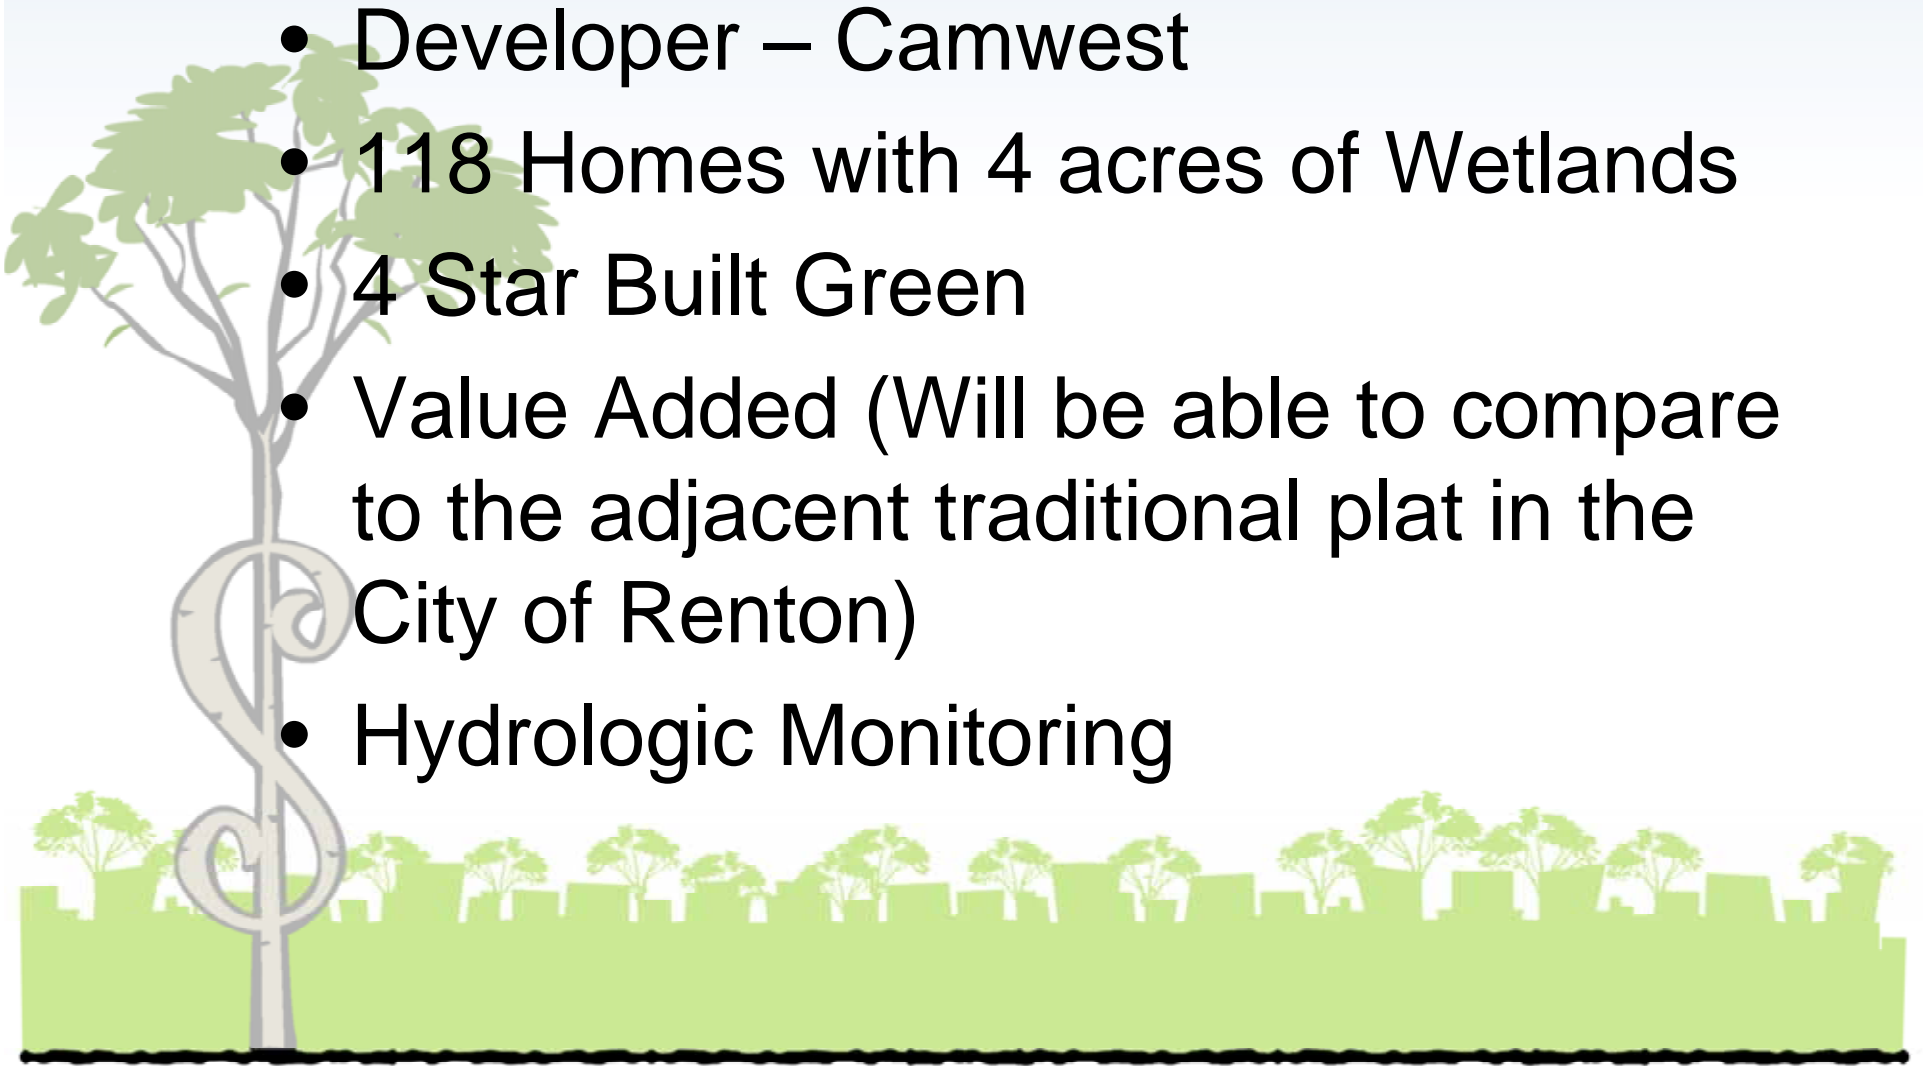 • Developer – Camwest
• 118 Homes with 4 acres of Wetlands
• 4 Star Built Green
• Value Added (Will be able to compare
to the adjacent traditional plat in the
City of Renton)
• Hydrologic Monitoring